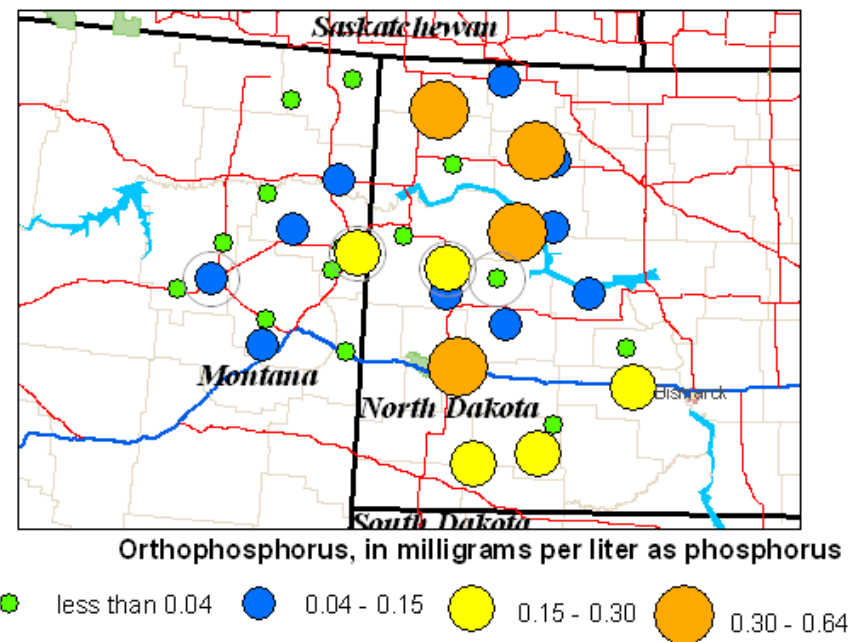 Saskatchewan
Montana
North Dakota
Bismarck
South Dakota
Orthophosphorus, in milligrams per liter as phosphorus
less than 0.04
0.04 - 0.15
0.15 - 0.30
0.30 - 0.64